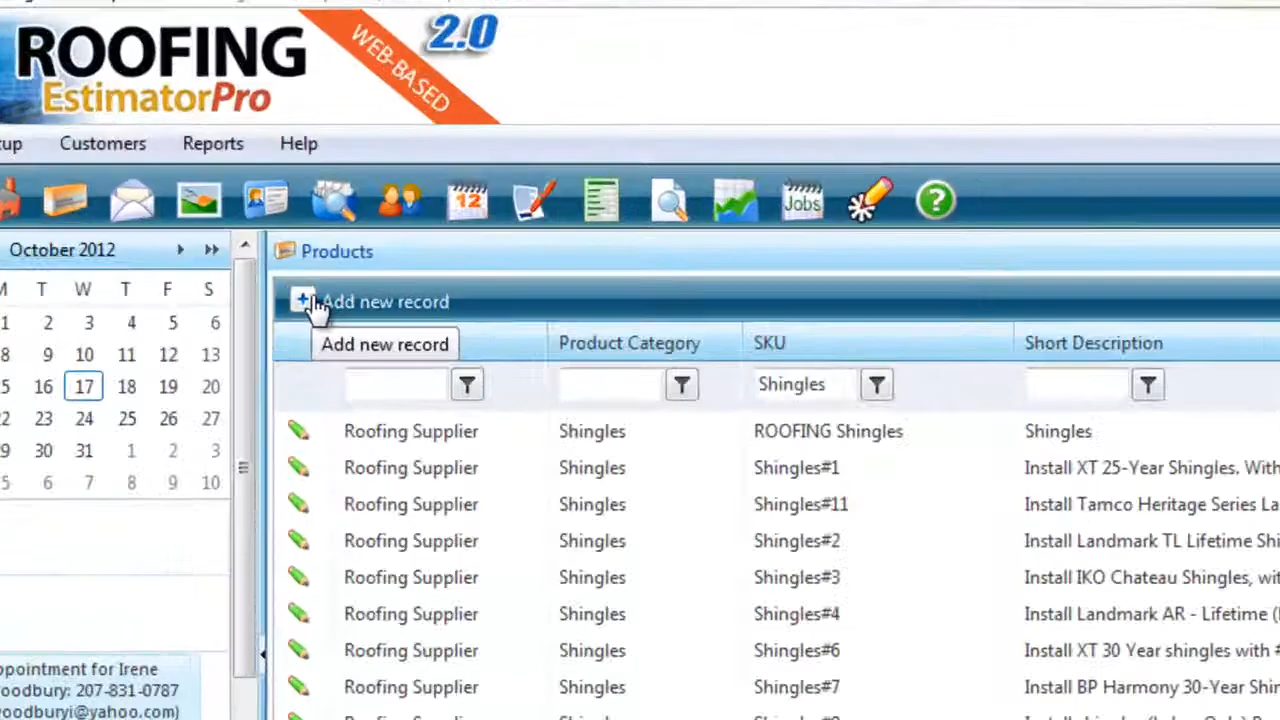 ROOFING
EstimatorPro
WEB-BASED
2.0
Customers Reports Help
12 Jobs ?
October 2012
Products
Add new record
Add new record
T W T F S
1 2 3 4 5 6
8 9 10 11 12 13
16 17 18 19 20
23 24 25 26 27
30 31 1 2 3
5 6 7 8 9 10
Product Category SKU Short Description
Shingles
Roofing Supplier Shingles ROOFING Shingles Shingles
Roofing Supplier Shingles Shingles#1 Install XT 25-Year Shingles. With
Roofing Supplier Shingles Shingles#11 Install Tamco Heritage Series La
Roofing Supplier Shingles Shingles#2 Install Landmark TL Lifetime Shi
Roofing Supplier Shingles Shingles#3 Install IKO Chateau Shingles, wit
Roofing Supplier Shingles Shingles#4 Install Landmark AR - Lifetime (
Roofing Supplier Shingles Shingles#6 Install XT 30 Year shingles with #
Roofing Supplier Shingles Shingles#7 Install BP Harmony 30-Year Shin
ppointment for Irene
oodbury: 207-831-0787
oodburyi@yahoo.com)